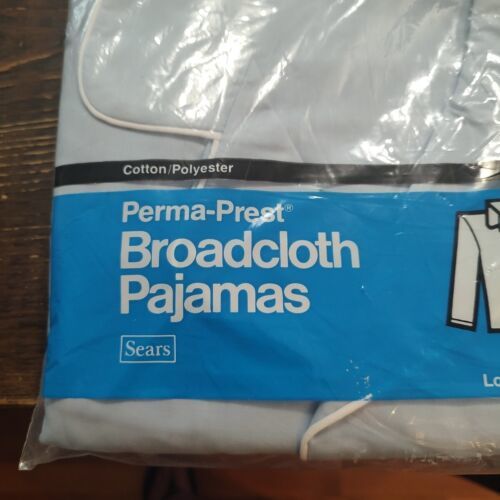 Cotton/Polyester
Perma-Prest®
Broadcloth
Pajamas
Sears